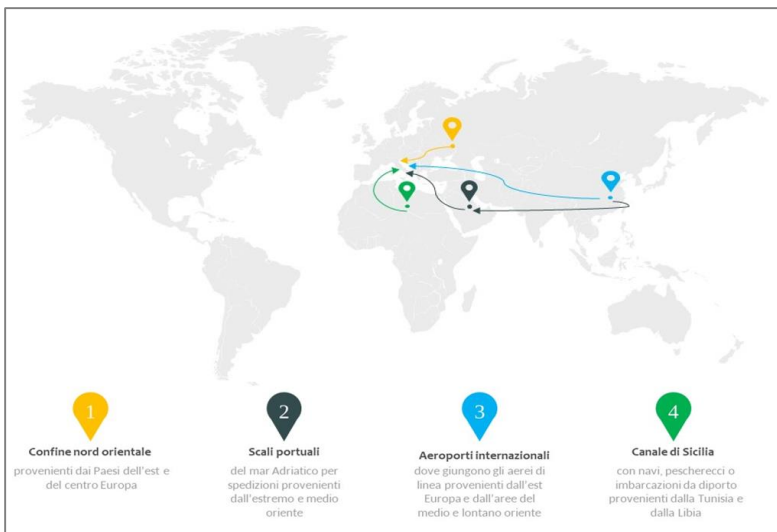 1
Confine nord orientale
provenienti dai Paesi dell'est e
del centro Europa
2
Scali portuali
del mar Adriatico per
spedizioni provenienti
dall'estremo e medio
oriente
3
Aeroporti internazionali
dove giungono gli aerei di
linea provenienti dall'est
Europa e dall'aree del
medio e lontano oriente
4
Canale di Sicilia
con navi, pescherecci o
imbarcazioni da diporto
provenienti dalla Tunisia e
dalla Libia